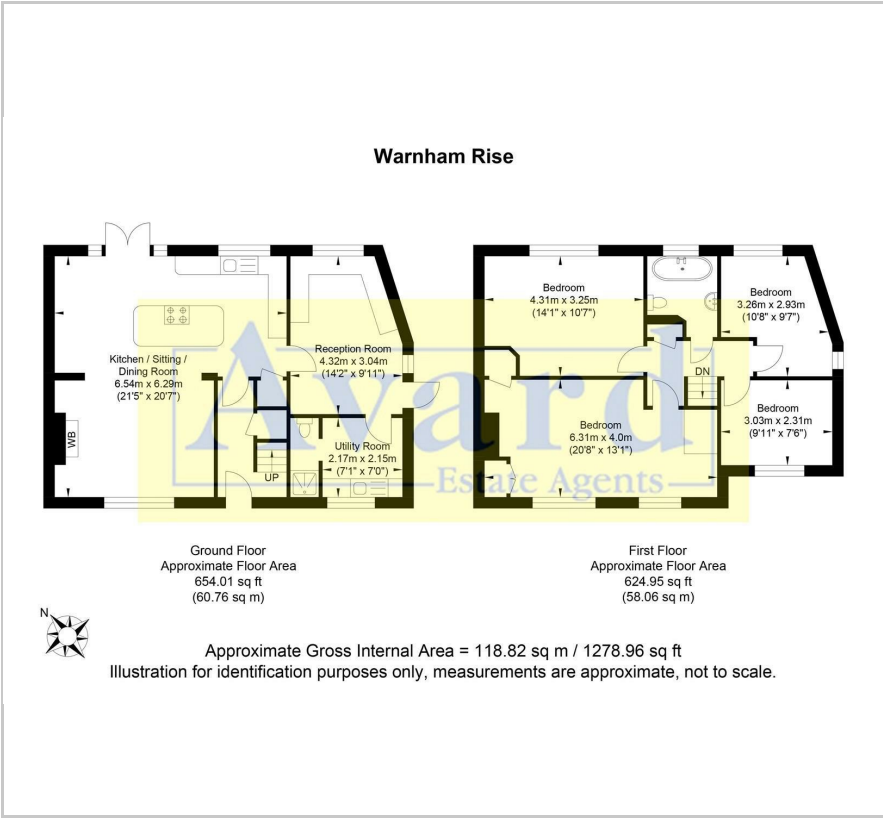 Warnham Rise
Kitchen / Sitting /
Dining Room
6.54m x 6.29m
(21'5" x 20'7")
WB
UP
Reception Room
4.32m x 3.04m
(14'2" x 9'11")
Utility Room
2.17m x 2.15m
(7'1" x 7'0")
Bedroom
4.31m x 3.25m
(14'1" x 10'7")
Bedroom
3.26m x 2.93m
(10'8" x 9'7")
DN
Bedroom
6.31m x 4.0m
(20'8" x 13'1")
Bedroom
3.03m x 2.31m
(9'11" x 7'6")
Avard
Estate Agents
Ground Floor
Approximate Floor Area
654.01 sq ft
(60.76 sq m)
First Floor
Approximate Floor Area
624.95 sq ft
(58.06 sq m)
N
Approximate Gross Internal Area = 118.82 sq m / 1278.96 sq ft
Illustration for identification purposes only, measurements are approximate, not to scale.